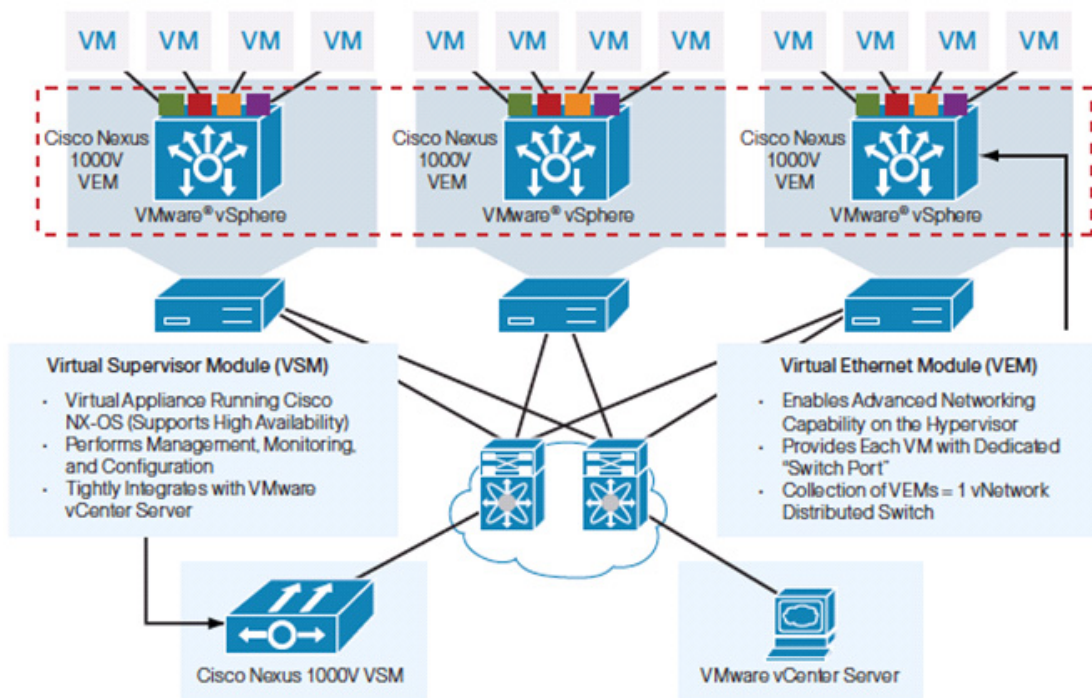 VM VM VM VM VM VM VM VM VM VM VM VM
Cisco Nexus
1000V
VEM
VMware® vSphere
Cisco Nexus
1000V
VEM
VMware® vSphere
Cisco Nexus
1000V
VEM
VMware® vSphere
Virtual Supervisor Module (VSM)
· Virtual Appliance Running Cisco
NX-OS (Supports High Availability)
· Performs Management, Monitoring,
and Configuration
· Tightly Integrates with VMware
vCenter Server
Virtual Ethernet Module (VEM)
· Enables Advanced Networking
Capability on the Hypervisor
· Provides Each VM with Dedicated
“Switch Port”
· Collection of VEMs = 1 vNetwork
Distributed Switch
Cisco Nexus 1000V VSM
VMware vCenter Server